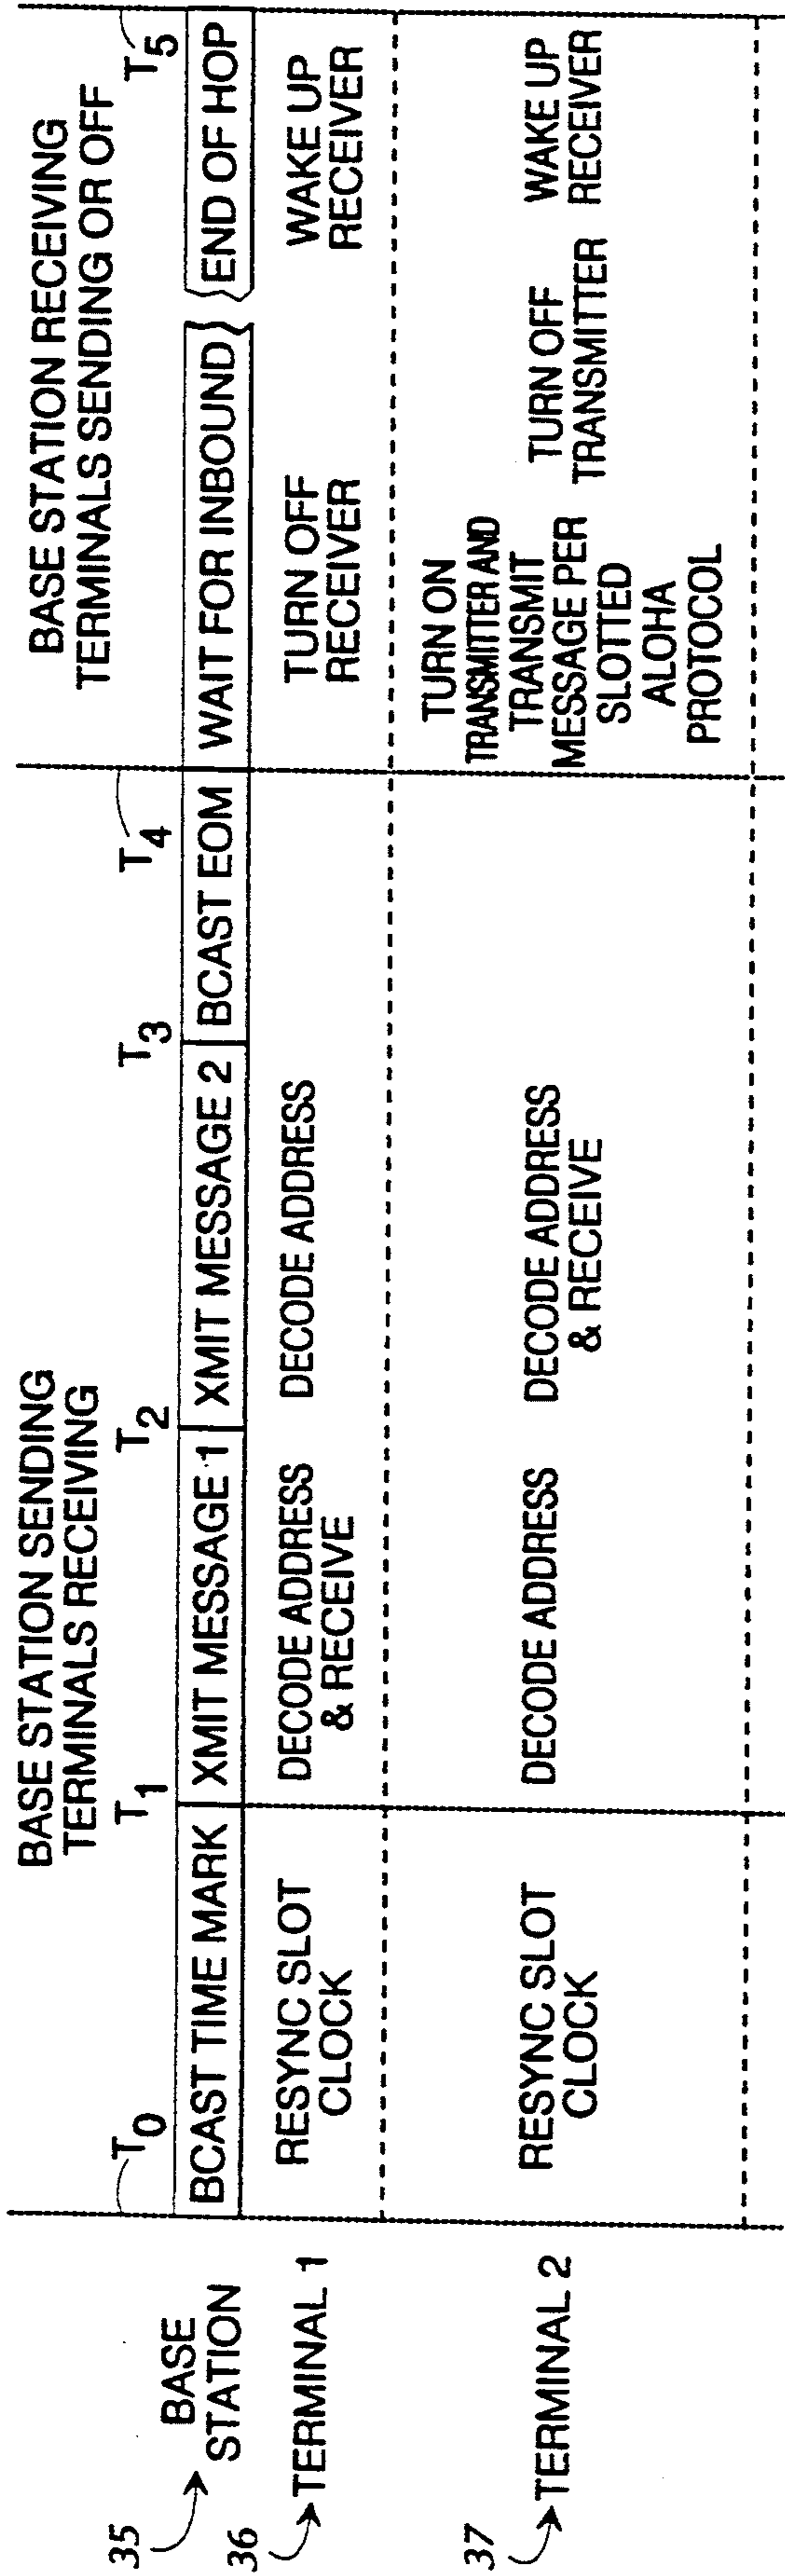 BASE STATION SENDING
TERMINALS RECEIVING
BASE STATION RECEIVING
TERMINALS SENDING OR OFF
T0
T1
T2
T3
T4
T5
35
BASE
STATION
BCAST TIME MARK
XMIT MESSAGE 1
XMIT MESSAGE 2
BCAST EOM
WAIT FOR INBOUND
END OF HOP
36
TERMINAL 1
RESYNC SLOT
CLOCK
DECODE ADDRESS
& RECEIVE
DECODE ADDRESS
TURN OFF
RECEIVER
WAKE UP
RECEIVER
37
TERMINAL 2
RESYNC SLOT
CLOCK
DECODE ADDRESS
DECODE ADDRESS
& RECEIVE
TURN ON
TRANSMITTER AND
TRANSMIT
MESSAGE PER
SLOTTED
ALOHA
PROTOCOL
TURN OFF
TRANSMITTER
WAKE UP
RECEIVER